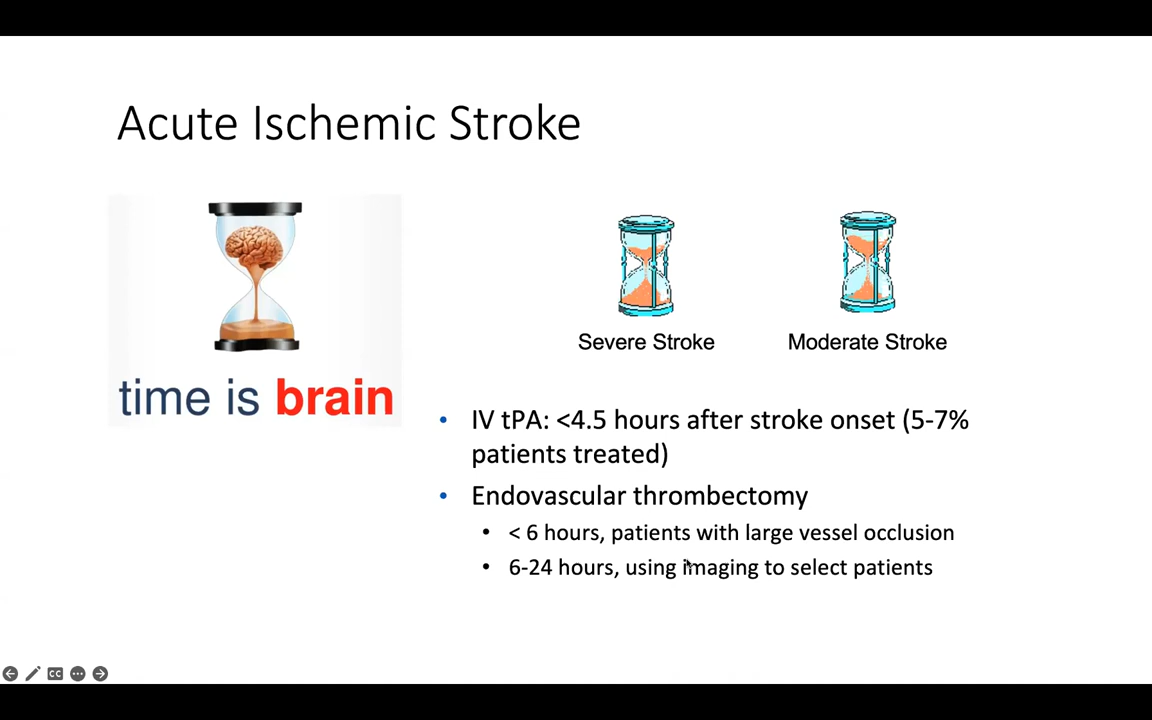 Acute Ischemic Stroke
time is brain
Severe Stroke
Moderate Stroke
• IV tPA: <4.5 hours after stroke onset (5-7%
patients treated)
• Endovascular thrombectomy
• < 6 hours, patients with large vessel occlusion
• 6-24 hours, using imaging to select patients
CC